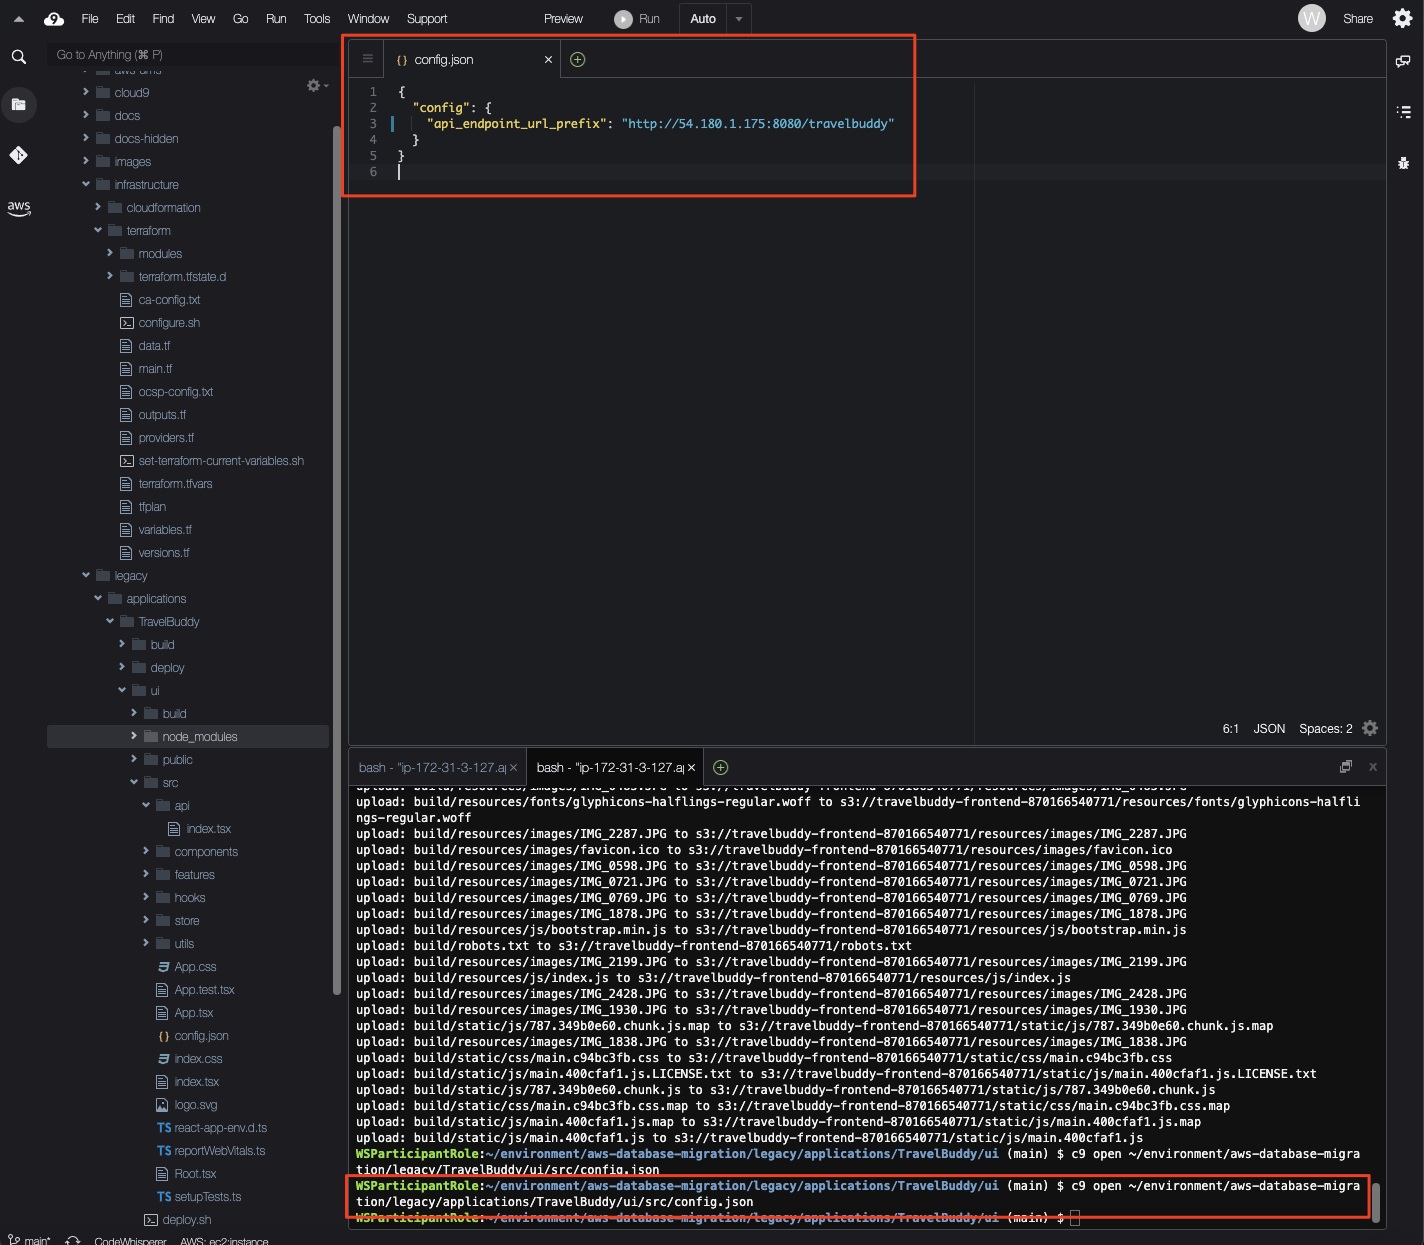 9 File Edit Find View Go Run Tools Window Support Preview Run Auto W Share
Go to Anything (⌘ P)
aws-dms
cloud9
docs
docs-hidden
images
infrastructure
cloudformation
terraform
modules
terraform.tfstate.d
ca-config.txt
configure.sh
data.tf
main.tf
ocsp-config.txt
outputs.tf
providers.tf
set-terraform-current-variables.sh
terraform.tfvars
tfplan
variables.tf
versions.tf
legacy
applications
TravelBuddy
build
deploy
ui
build
node_modules
public
src
api
index.tsx
components
features
hooks
store
utils
App.css
App.test.tsx
App.tsx
{} config.json
index.css
index.tsx
logo.svg
TS react-app-env.d.ts
TS reportWebVitals.ts
Root.tsx
TS setupTests.ts
deploy.sh
aws
{} config.json ×
1 {
2 "config": {
3 "api_endpoint_url_prefix": "http://54.180.1.175:8080/travelbuddy"
4 }
5 }
6
6:1 JSON Spaces: 2
bash - "ip-172-31-3-127.a × bash - "ip-172-31-3-127.a ×
upload: build/resources/images/IMG_0483.JPG to s3://travelbuddy-frontend-870166540771/resources/images/IMG_0483.JPG
upload: build/resources/fonts/glyphicons-halflings-regular.woff to s3://travelbuddy-frontend-870166540771/resources/fonts/glyphicons-halfli
ngs-regular.woff
upload: build/resources/images/IMG_2287.JPG to s3://travelbuddy-frontend-870166540771/resources/images/IMG_2287.JPG
upload: build/resources/images/favicon.ico to s3://travelbuddy-frontend-870166540771/resources/images/favicon.ico
upload: build/resources/images/IMG_0598.JPG to s3://travelbuddy-frontend-870166540771/resources/images/IMG_0598.JPG
upload: build/resources/images/IMG_0721.JPG to s3://travelbuddy-frontend-870166540771/resources/images/IMG_0721.JPG
upload: build/resources/images/IMG_0769.JPG to s3://travelbuddy-frontend-870166540771/resources/images/IMG_0769.JPG
upload: build/resources/images/IMG_1878.JPG to s3://travelbuddy-frontend-870166540771/resources/images/IMG_1878.JPG
upload: build/resources/js/bootstrap.min.js to s3://travelbuddy-frontend-870166540771/resources/js/bootstrap.min.js
upload: build/robots.txt to s3://travelbuddy-frontend-870166540771/robots.txt
upload: build/resources/images/IMG_2199.JPG to s3://travelbuddy-frontend-870166540771/resources/images/IMG_2199.JPG
upload: build/resources/js/index.js to s3://travelbuddy-frontend-870166540771/resources/js/index.js
upload: build/resources/images/IMG_2428.JPG to s3://travelbuddy-frontend-870166540771/resources/images/IMG_2428.JPG
upload: build/resources/images/IMG_1930.JPG to s3://travelbuddy-frontend-870166540771/resources/images/IMG_1930.JPG
upload: build/static/js/787.349b0e60.chunk.js.map to s3://travelbuddy-frontend-870166540771/static/js/787.349b0e60.chunk.js.map
upload: build/resources/images/IMG_1838.JPG to s3://travelbuddy-frontend-870166540771/resources/images/IMG_1838.JPG
upload: build/static/css/main.c94bc3fb.css to s3://travelbuddy-frontend-870166540771/static/css/main.c94bc3fb.css
upload: build/static/js/main.400cfaf1.js.LICENSE.txt to s3://travelbuddy-frontend-870166540771/static/js/main.400cfaf1.js.LICENSE.txt
upload: build/static/js/787.349b0e60.chunk.js to s3://travelbuddy-frontend-870166540771/static/js/787.349b0e60.chunk.js
upload: build/static/css/main.c94bc3fb.css.map to s3://travelbuddy-frontend-870166540771/static/css/main.c94bc3fb.css.map
upload: build/static/js/main.400cfaf1.js.map to s3://travelbuddy-frontend-870166540771/static/js/main.400cfaf1.js.map
upload: build/static/js/main.400cfaf1.js to s3://travelbuddy-frontend-870166540771/static/js/main.400cfaf1.js
WSParticipantRole:~/environment/aws-database-migration/legacy/applications/TravelBuddy/ui (main) $ c9 open ~/environment/aws-database-migra
tion/legacy/TravelBuddy/ui/src/config.json
WSParticipantRole:~/environment/aws-database-migration/legacy/applications/TravelBuddy/ui (main) $ c9 open ~/environment/aws-database-migra
tion/legacy/applications/TravelBuddy/ui/src/config.json
WSParticipantRole:~/environment/aws-database-migration/legacy/applications/TravelBuddy/ui (main) $
main* CodeWhisperer AWS: ec2:instance